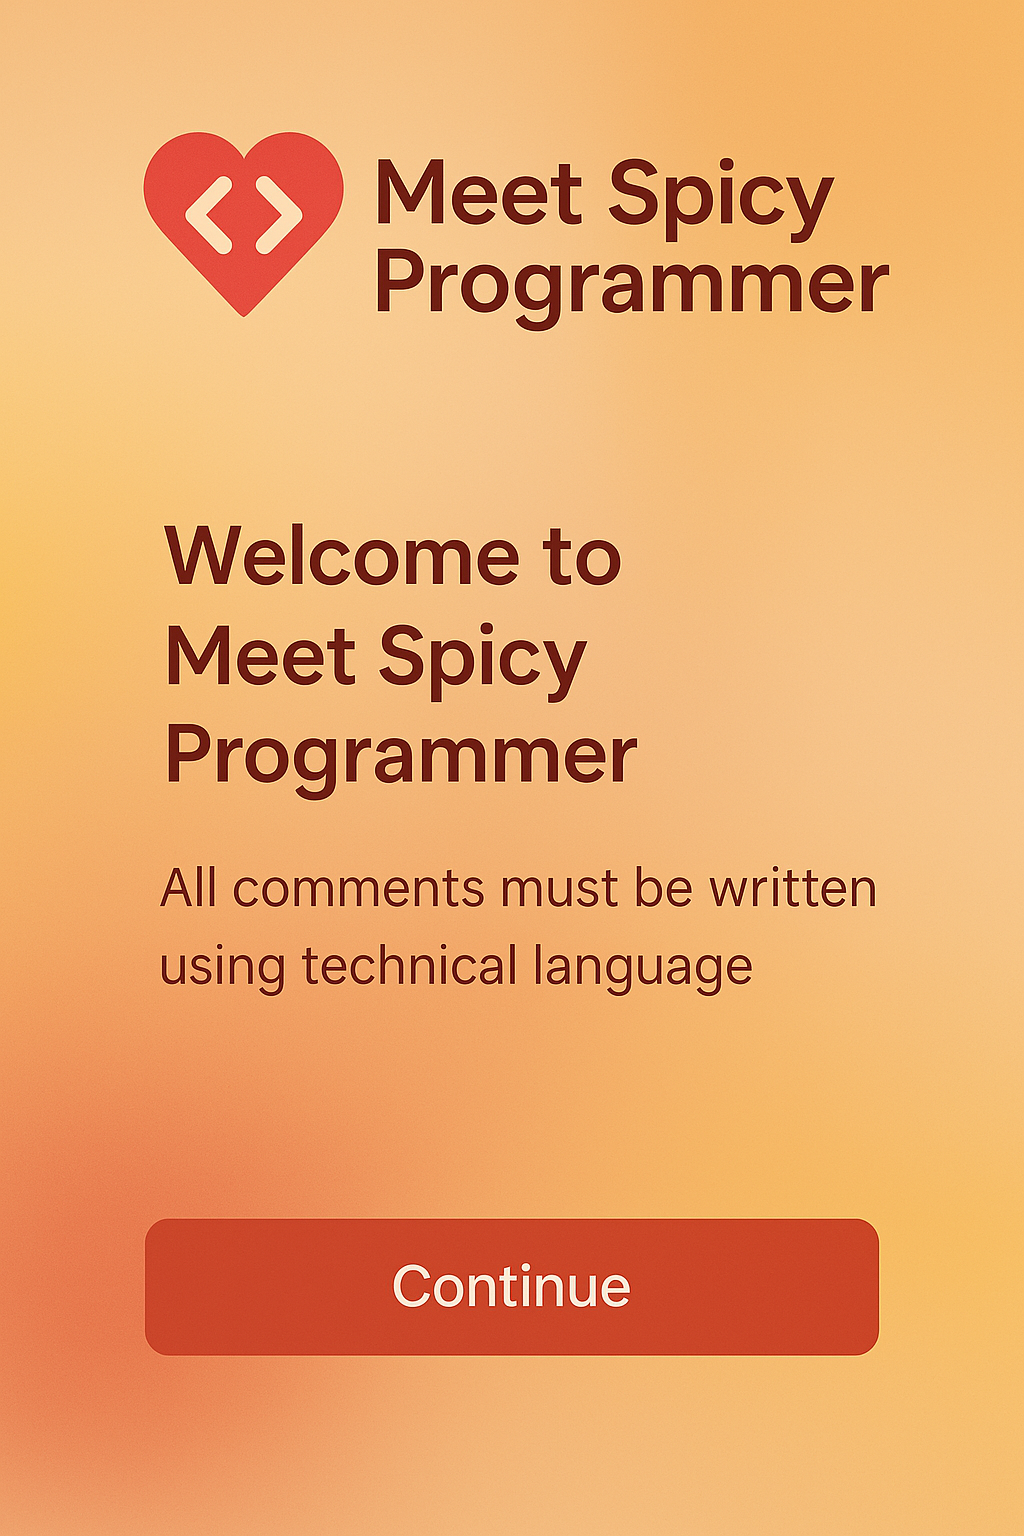 Meet Spicy
Programmer
Welcome to
Meet Spicy
Programmer
All comments must be written
using technical language
Continue